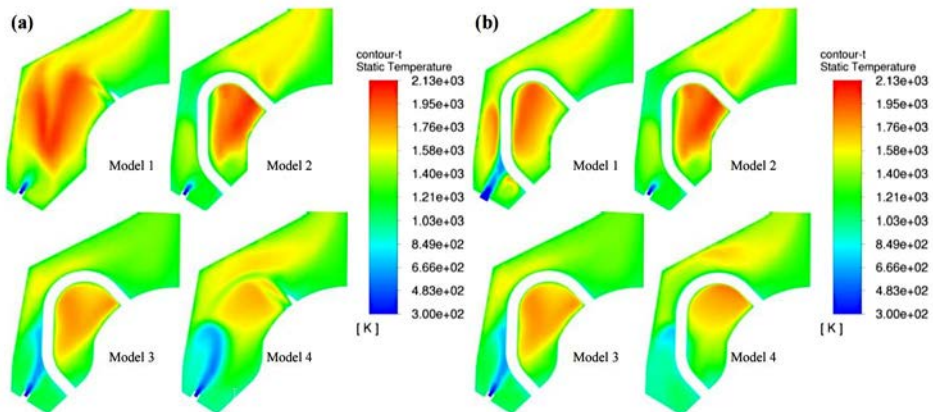 (a)
contour-t
Static Temperature
2.13e+03
1.95e+03
1.76e+03
1.58e+03
1.40e+03
1.21e+03
1.03e+03
8.49e+02
6.66e+02
4.83e+02
3.00e+02
[ K ]
Model 1
Model 2
Model 3
Model 4
(b)
contour-t
Static Temperature
2.13e+03
1.95e+03
1.76e+03
1.58e+03
1.40e+03
1.21e+03
1.03e+03
8.49e+02
6.66e+02
4.83e+02
3.00e+02
[ K ]
Model 1
Model 2
Model 3
Model 4